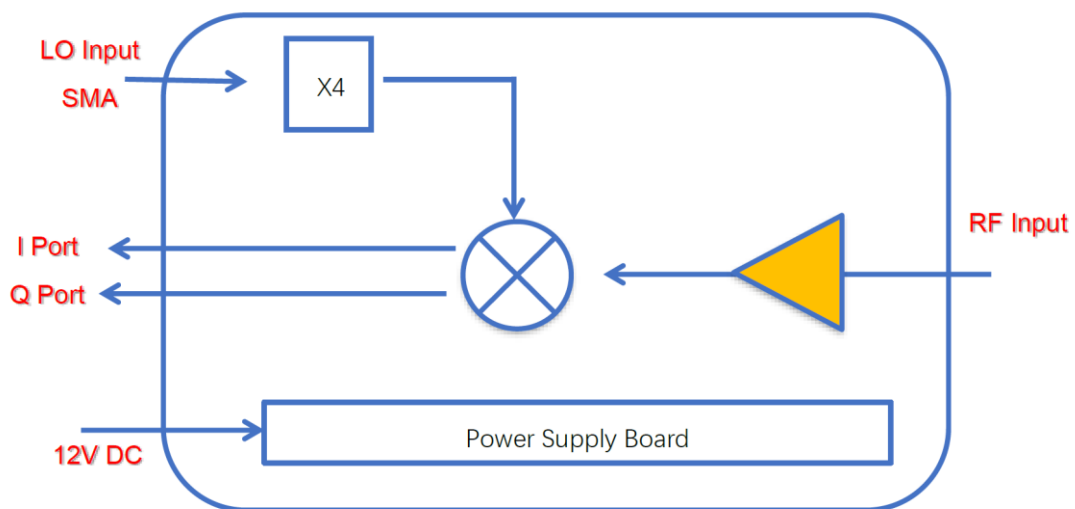 LO Input
SMA
X4
I Port
Q Port
RF Input
12V DC
Power Supply Board